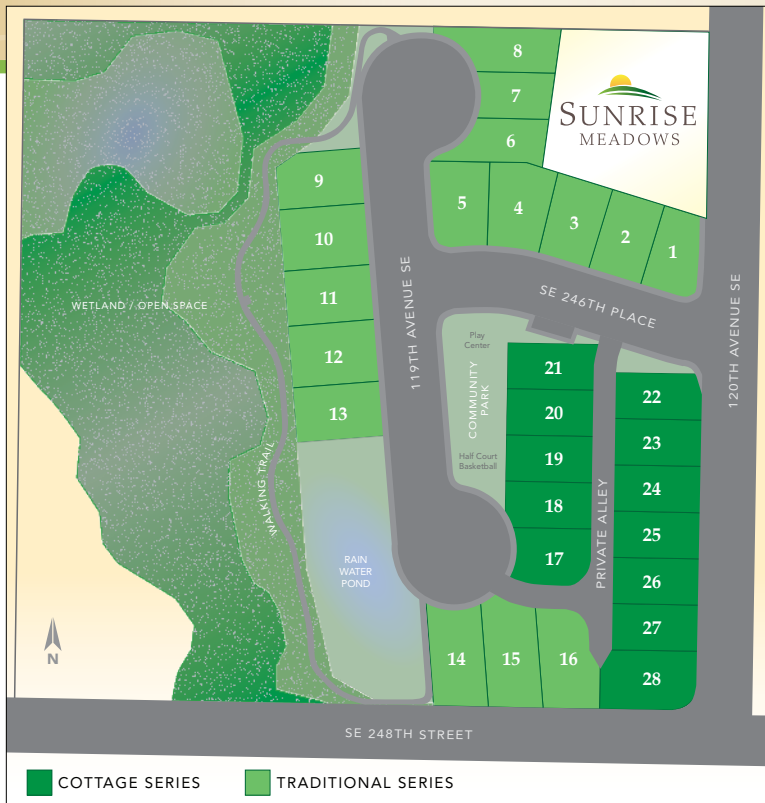 8
7
6
5
4
3
2
1
SUNRISE
MEADOWS
9
10
11
12
13
WETLAND / OPEN SPACE
119TH AVENUE SE
SE 246TH PLACE
120TH AVENUE SE
Play
Center
COMMUNITY
PARK
Half Court
Basketball
21
20
19
18
17
22
23
24
25
26
27
28
PRIVATE ALLEY
WALKING TRAIL
RAIN
WATER
POND
14
15
16
N
SE 248TH STREET
COTTAGE SERIES
TRADITIONAL SERIES